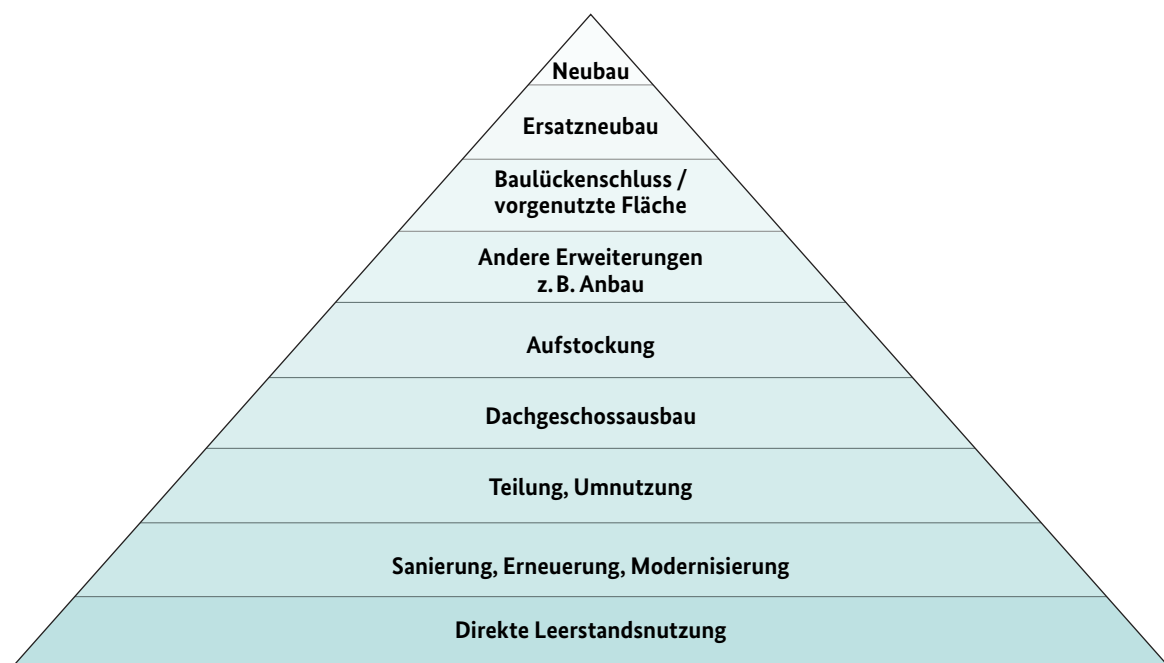 Neubau
Ersatzneubau
Baulückenschluss /
vorgenutzte Fläche
Andere Erweiterungen
z. B. Anbau
Aufstockung
Dachgeschossausbau
Teilung, Umnutzung
Sanierung, Erneuerung, Modernisierung
Direkte Leerstandsnutzung